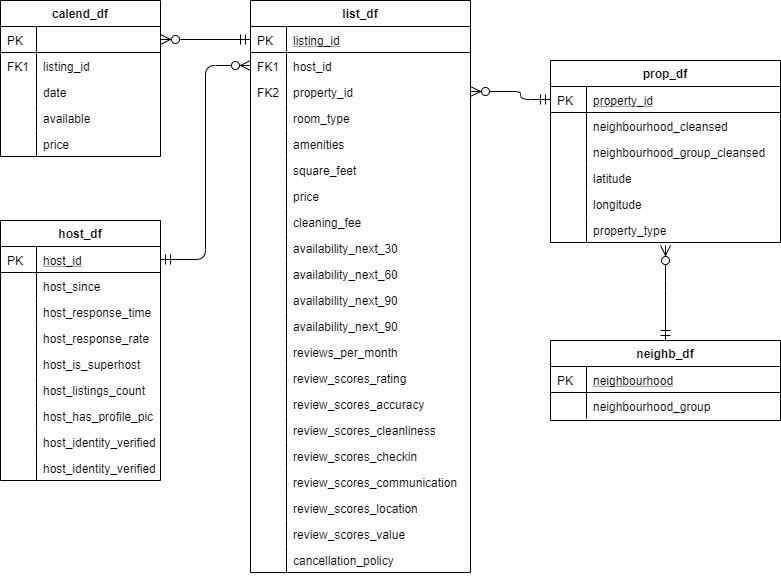 calend_df
PK
FK1 listing_id
date
available
price
host_df
PK host_id
host_since
host_response_time
host_response_rate
host_is_superhost
host_listings_count
host_has_profile_pic
host_identity_verified
host_identity_verified
list_df
PK listing_id
FK1 host_id
FK2 property_id
room_type
amenities
square_feet
price
cleaning_fee
availability_next_30
availability_next_60
availability_next_90
availability_next_90
reviews_per_month
review_scores_rating
review_scores_accuracy
review_scores_cleanliness
review_scores_checkin
review_scores_communication
review_scores_location
review_scores_value
cancellation_policy
prop_df
PK property_id
neighbourhood_cleansed
neighbourhood_group_cleansed
latitude
longitude
property_type
neighb_df
PK neighbourhood
neighbourhood_group